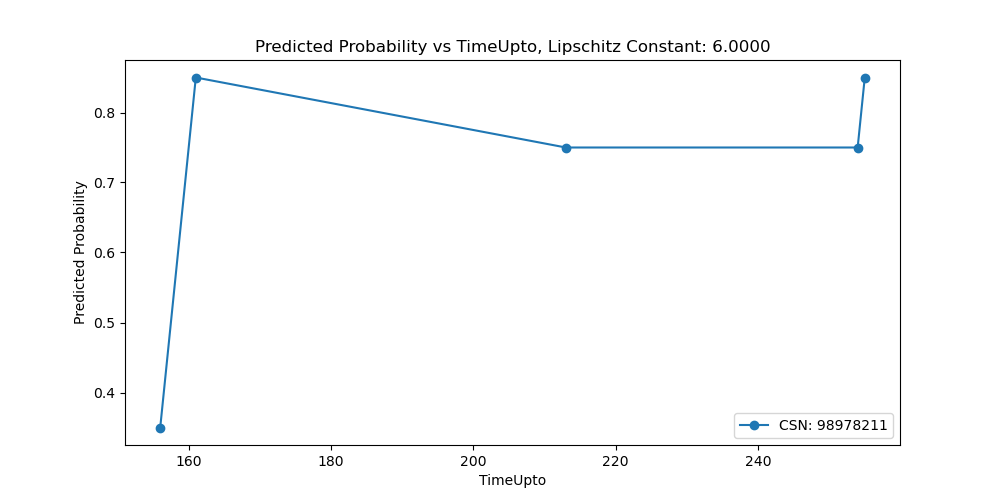 Predicted Probability vs TimeUpto, Lipschitz Constant: 6.0000
Predicted Probability
0.8
0.7
0.6
0.5
0.4
CSN: 98978211
160 180 200 220 240
TimeUpto